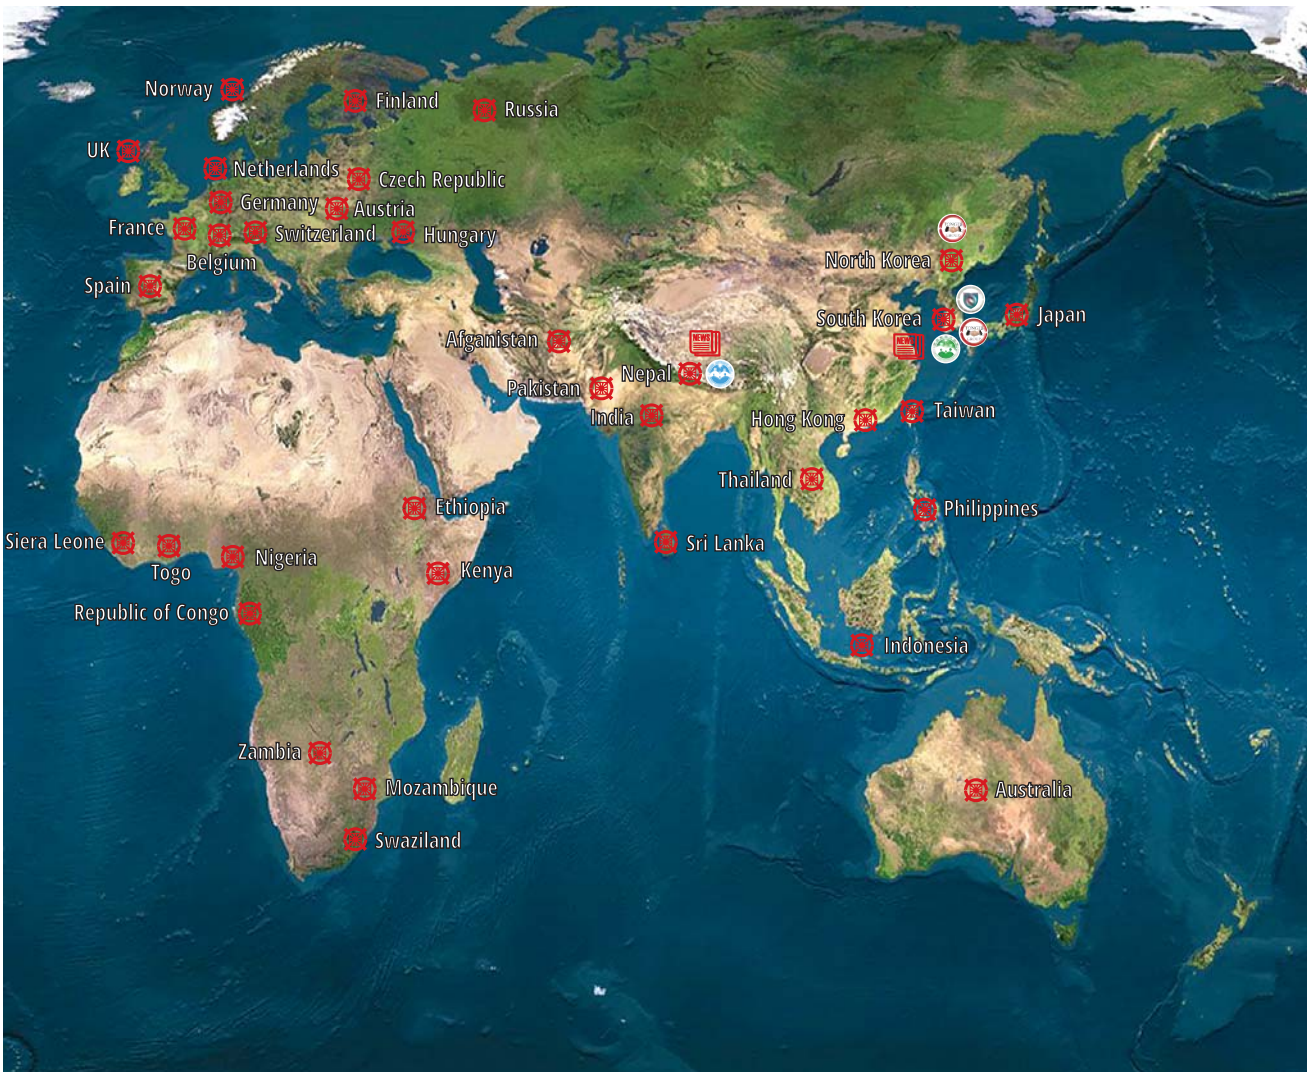 Norway
Finland
Russia
UK
Netherlands
Czech Republic
Germany
Austria
France
Switzerland
Hungary
Belgium
North Korea
Spain
South Korea
Japan
Afganistan
NEWS
Nepal
Pakistan
India
Hong Kong
Taiwan
Thailand
Ethiopia
Philippines
Siera Leone
Togo
Nigeria
Sri Lanka
Kenya
Republic of Congo
Indonesia
Zambia
Mozambique
Australia
Swaziland